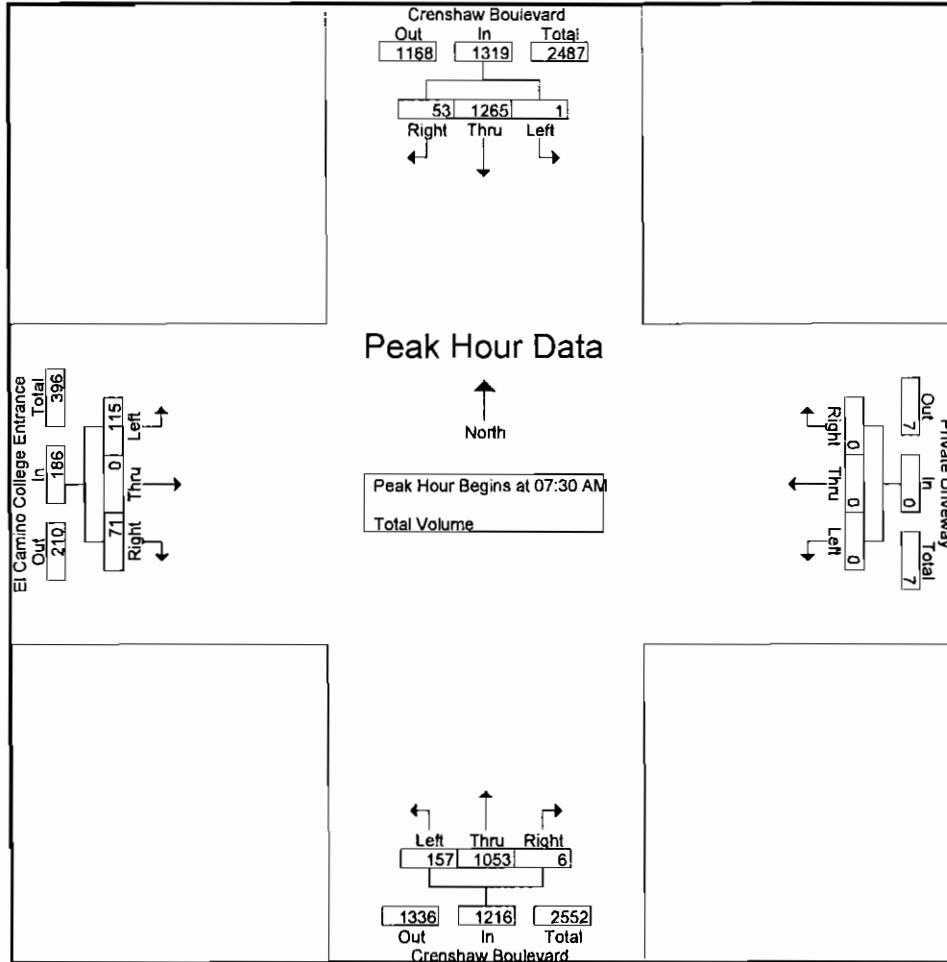 Crenshaw Boulevard
Out In Total
1168 1319 2487
53 1265 1
Right Thru Left
Peak Hour Data
North
Peak Hour Begins at 07:30 AM
Total Volume
El Camino College Entrance
Out In Total
210 186 396
71 0 115
Right Thru Left
Private Driveway
Out In Total
7 0 7
0 0 0
Right Thru Left
Left Thru Right
157 1053 6
1336 1216 2552
Out In Total
Crenshaw Boulevard